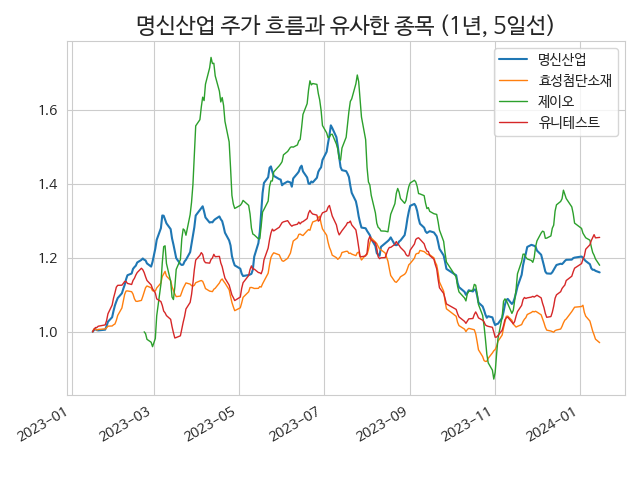 명신산업 주가 흐름과 유사한 종목 (1년, 5일선)
명신산업
효성첨단소재
제이오
유니테스트
1.6
1.4
1.2
1.0
2023-01
2023-03
2023-05
2023-07
2023-09
2023-11
2024-01